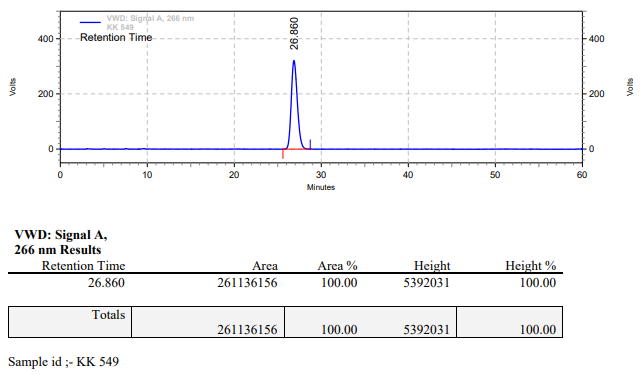 VWD: Signal A, 266 nm
KK 549
Retention Time
26.860
400
200
0
Volts
400
200
0
Volts
0 10 20 30 40 50 60
Minutes
VWD: Signal A,
266 nm Results
Retention Time Area Area % Height Height %
26.860 261136156 100.00 5392031 100.00
Totals
261136156 100.00 5392031 100.00
Sample id ;- KK 549